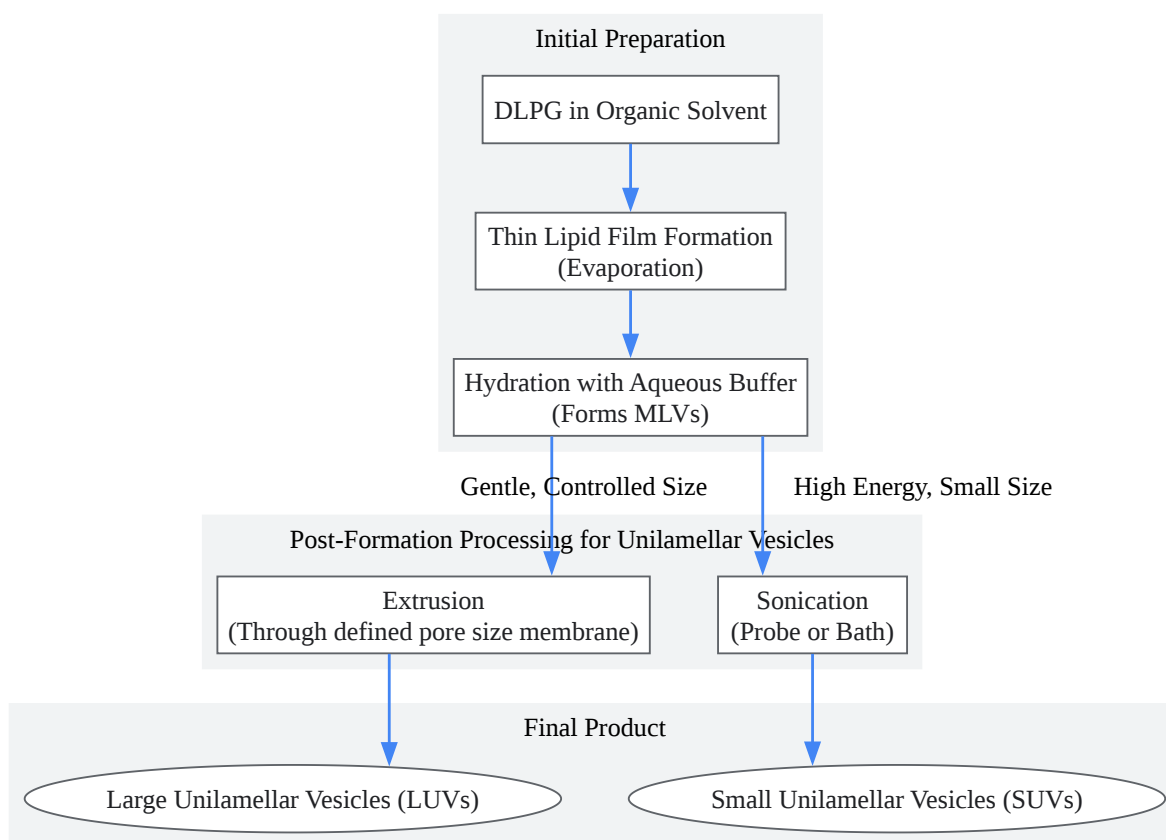 Initial Preparation
DLPG in Organic Solvent
Thin Lipid Film Formation
(Evaporation)
Hydration with Aqueous Buffer
(Forms MLVs)
Gentle, Controlled Size
High Energy, Small Size
Post-Formation Processing for Unilamellar Vesicles
Extrusion
(Through defined pore size membrane)
Sonication
(Probe or Bath)
Final Product
Large Unilamellar Vesicles (LUVs)
Small Unilamellar Vesicles (SUVs)